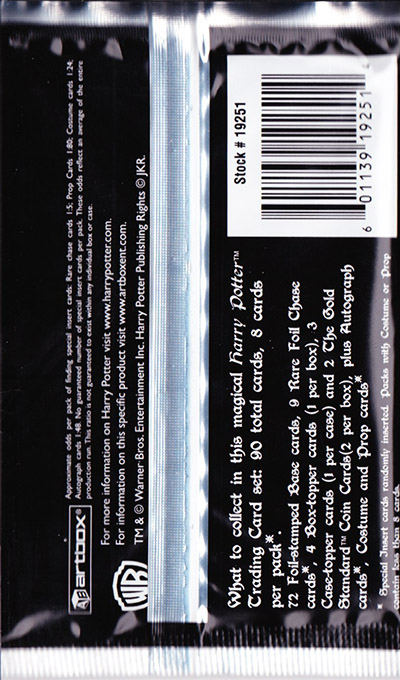 Stock # 19251
6 01139 19251 4
What to collect in this magical Harry Potter™
Trading Card set: 90 total cards, 8 cards
per pack*.
72 Foil-stamped Base cards, 9 Rare Foil Chase
cards*, 4 Box-topper cards (1 per box), 3
Case-topper cards (1 per case) and 2 The Gold
Standard™ Coin Cards(2 per box), plus Autograph
cards*, Costume and Prop cards*
* Special Insert cards randomly inserted. Packs with Costume or Prop
contain less than 8 cards.
artbox®
Approximate odds per pack of finding special insert cards: Rare chase cards 1:5; Prop Cards 1:80; Costume cards 1:24;
Autograph cards 1:48. No guaranteed number of special insert cards per pack. These odds reflect an average of the entire
production run. This ratio is not guaranteed to exist within any individual box or case.
For more information on Harry Potter visit www.harrypotter.com.
For information on this specific product visit www.artboxent.com.
WB
TM & © Warner Bros. Entertainment Inc. Harry Potter Publishing Rights © JKR.